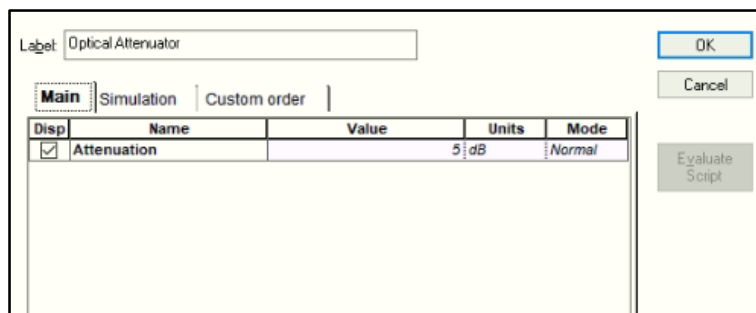 Label: Optical Attenuator
OK
Cancel
Main Simulation Custom order
Disp Name Value Units Mode
Attenuation 5 dB Normal
Evaluate
Script